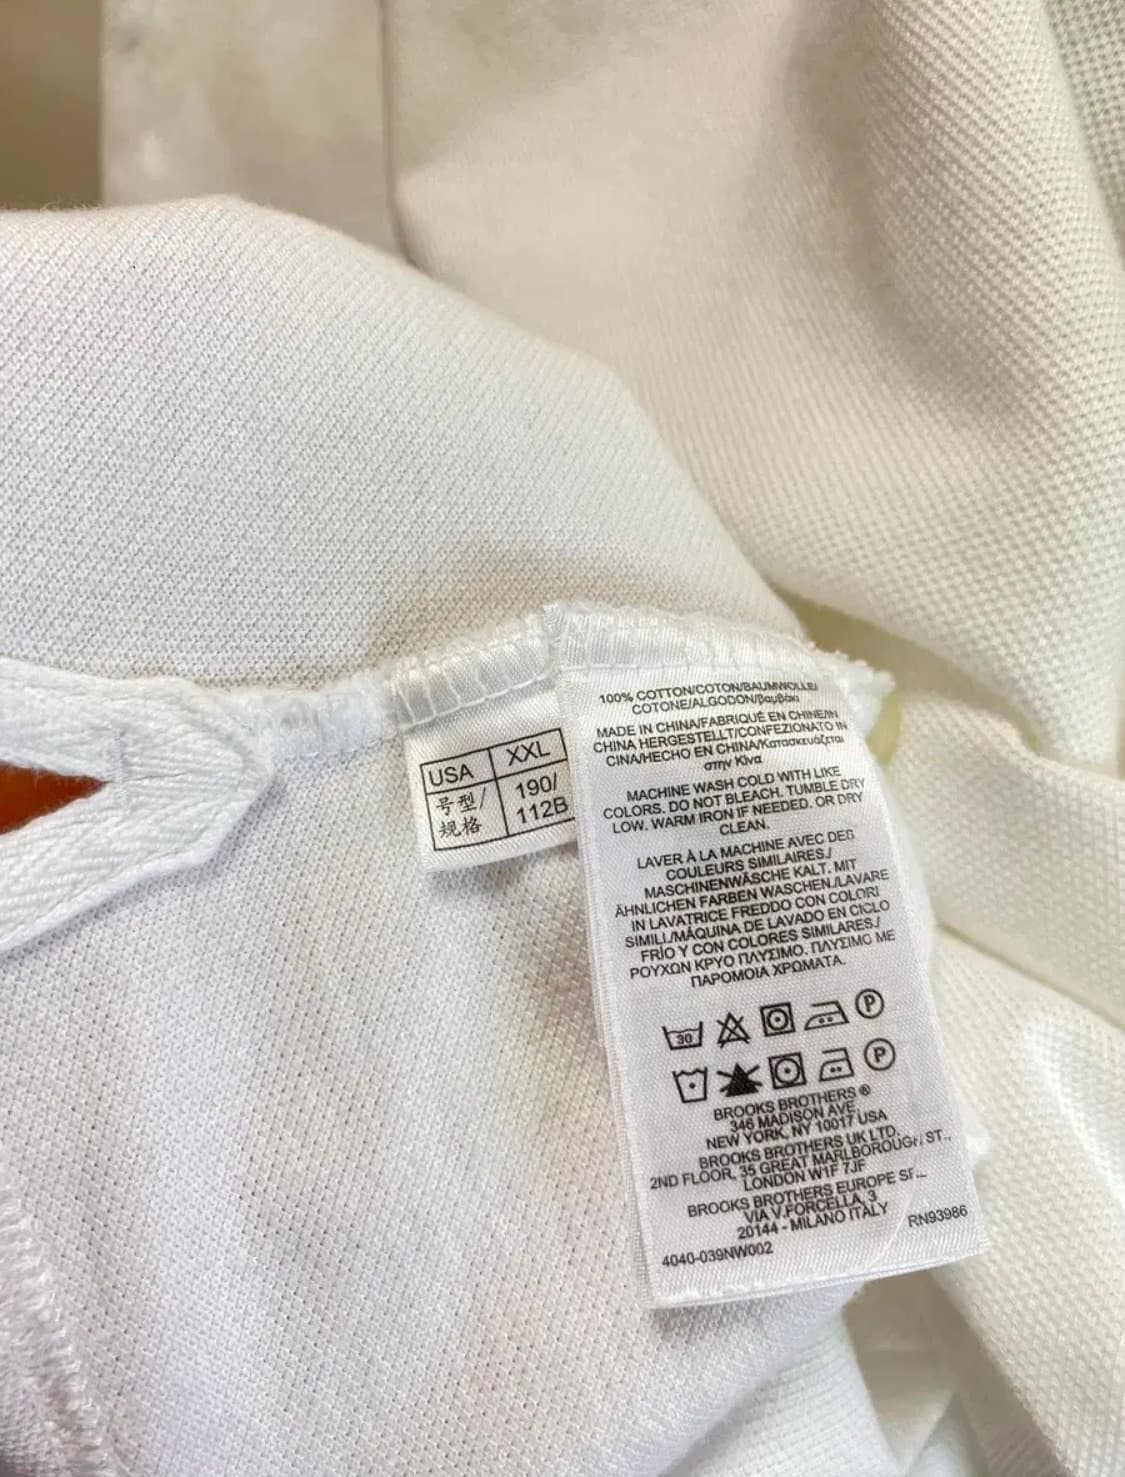 USA XXL
号型/ 190/
規格 112B
100% COTTON/COTON/BAUMWOLLE/
COTONE/ALGODON/βαμβάκι
MADE IN CHINA/FABRIQUÉ EN CHINE/IN
CHINA HERGESTELLT/CONFEZIONATO IN
CINA/HECHO EN CHINA/Κατασκευάζεται
στην Κίνα
MACHINE WASH COLD WITH LIKE
COLORS. DO NOT BLEACH. TUMBLE DRY
LOW. WARM IRON IF NEEDED. OR DRY
CLEAN.
LAVER À LA MACHINE AVEC DES
COULEURS SIMILAIRES./
MASCHINENWÄSCHE KALT. MIT
ÄHNLICHEN FARBEN WASCHEN./LAVARE
IN LAVATRICE FREDDO CON COLORI
SIMILI./MÁQUINA DE LAVADO EN CICLO
FRÍO Y CON COLORES SIMILARES./
ΡΟΥΧΩΝ ΚΡΥΟ ΠΛΥΣΙΜΟ. ΠΛΥΣΙΜΟ ΜΕ
ΠΑΡΟΜΟΙΑ ΧΡΩΜΑΤΑ.
30 P
P
BROOKS BROTHERS ®
346 MADISON AVE.
NEW YORK, NY 10017 USA
BROOKS BROTHERS UK LTD.
2ND FLOOR, 35 GREAT MARLBOROUGH ST.,
LONDON W1F 7JF
BROOKS BROTHERS EUROPE
VIA V.FORCELLA, 3
20144 - MILANO ITALY
RN93986
4040-039NW002